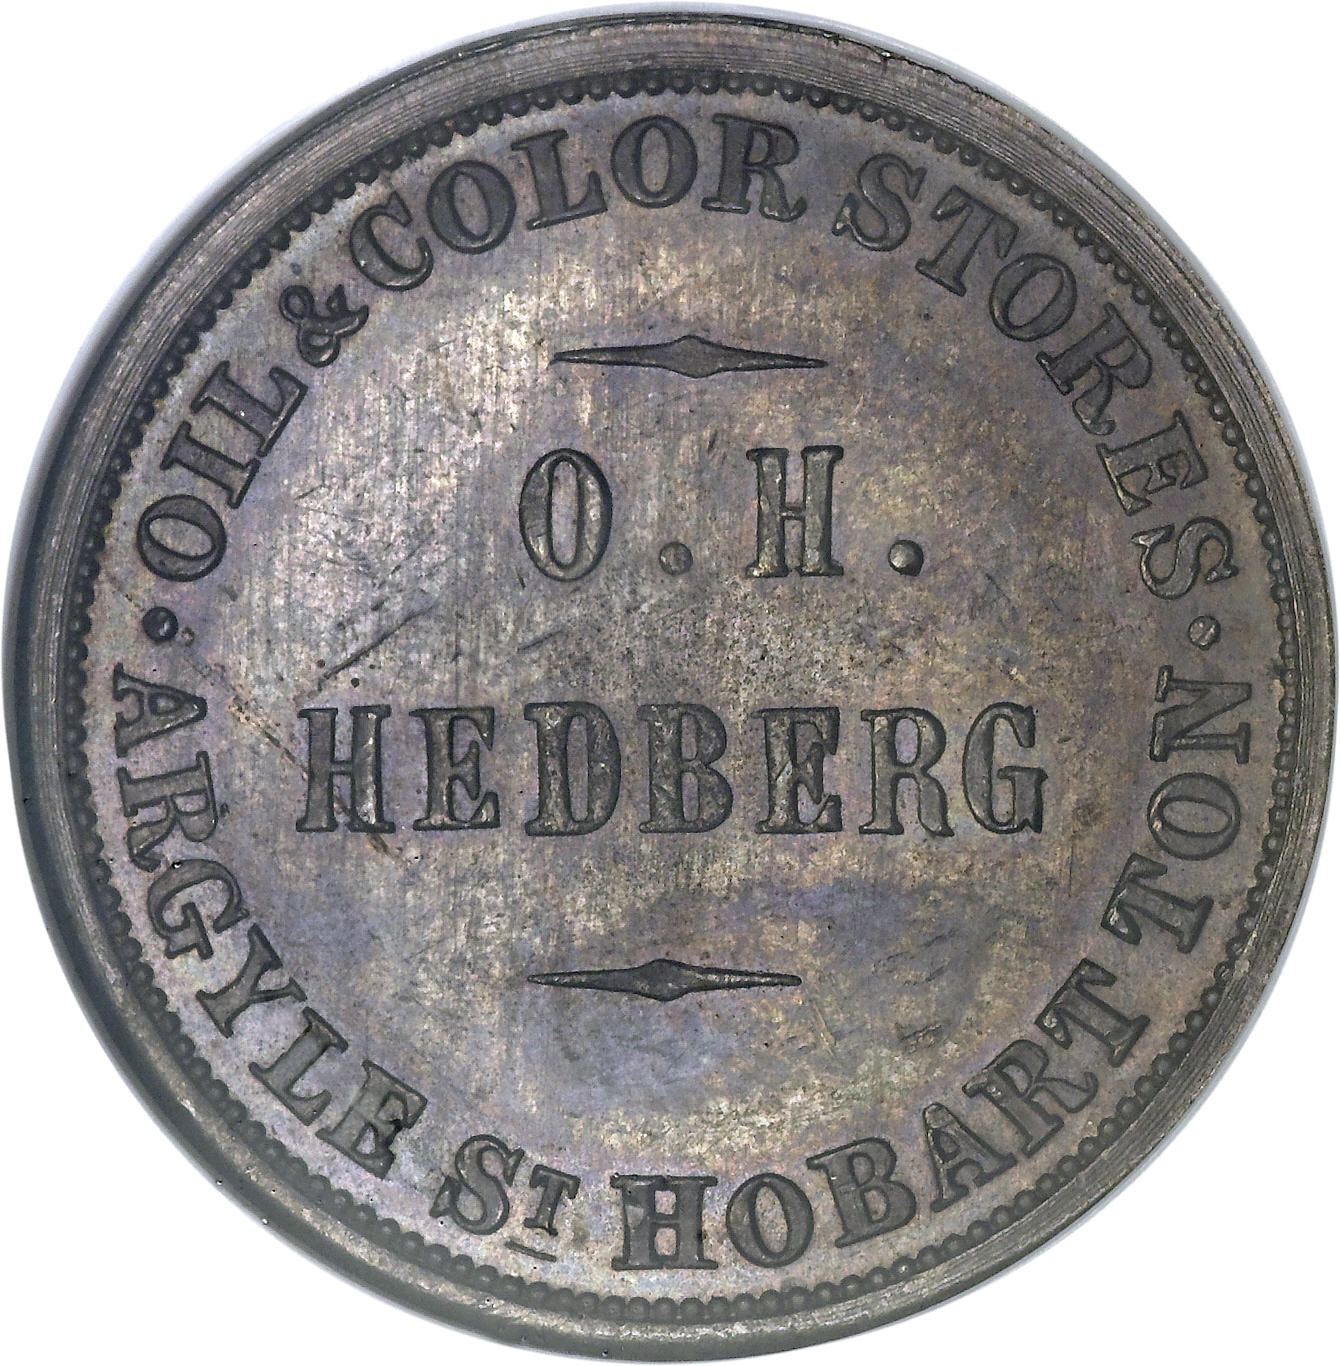 · OIL & COLOR STORES ·
O . H .
HEDBERG
ARGYLE ST HOBART TON